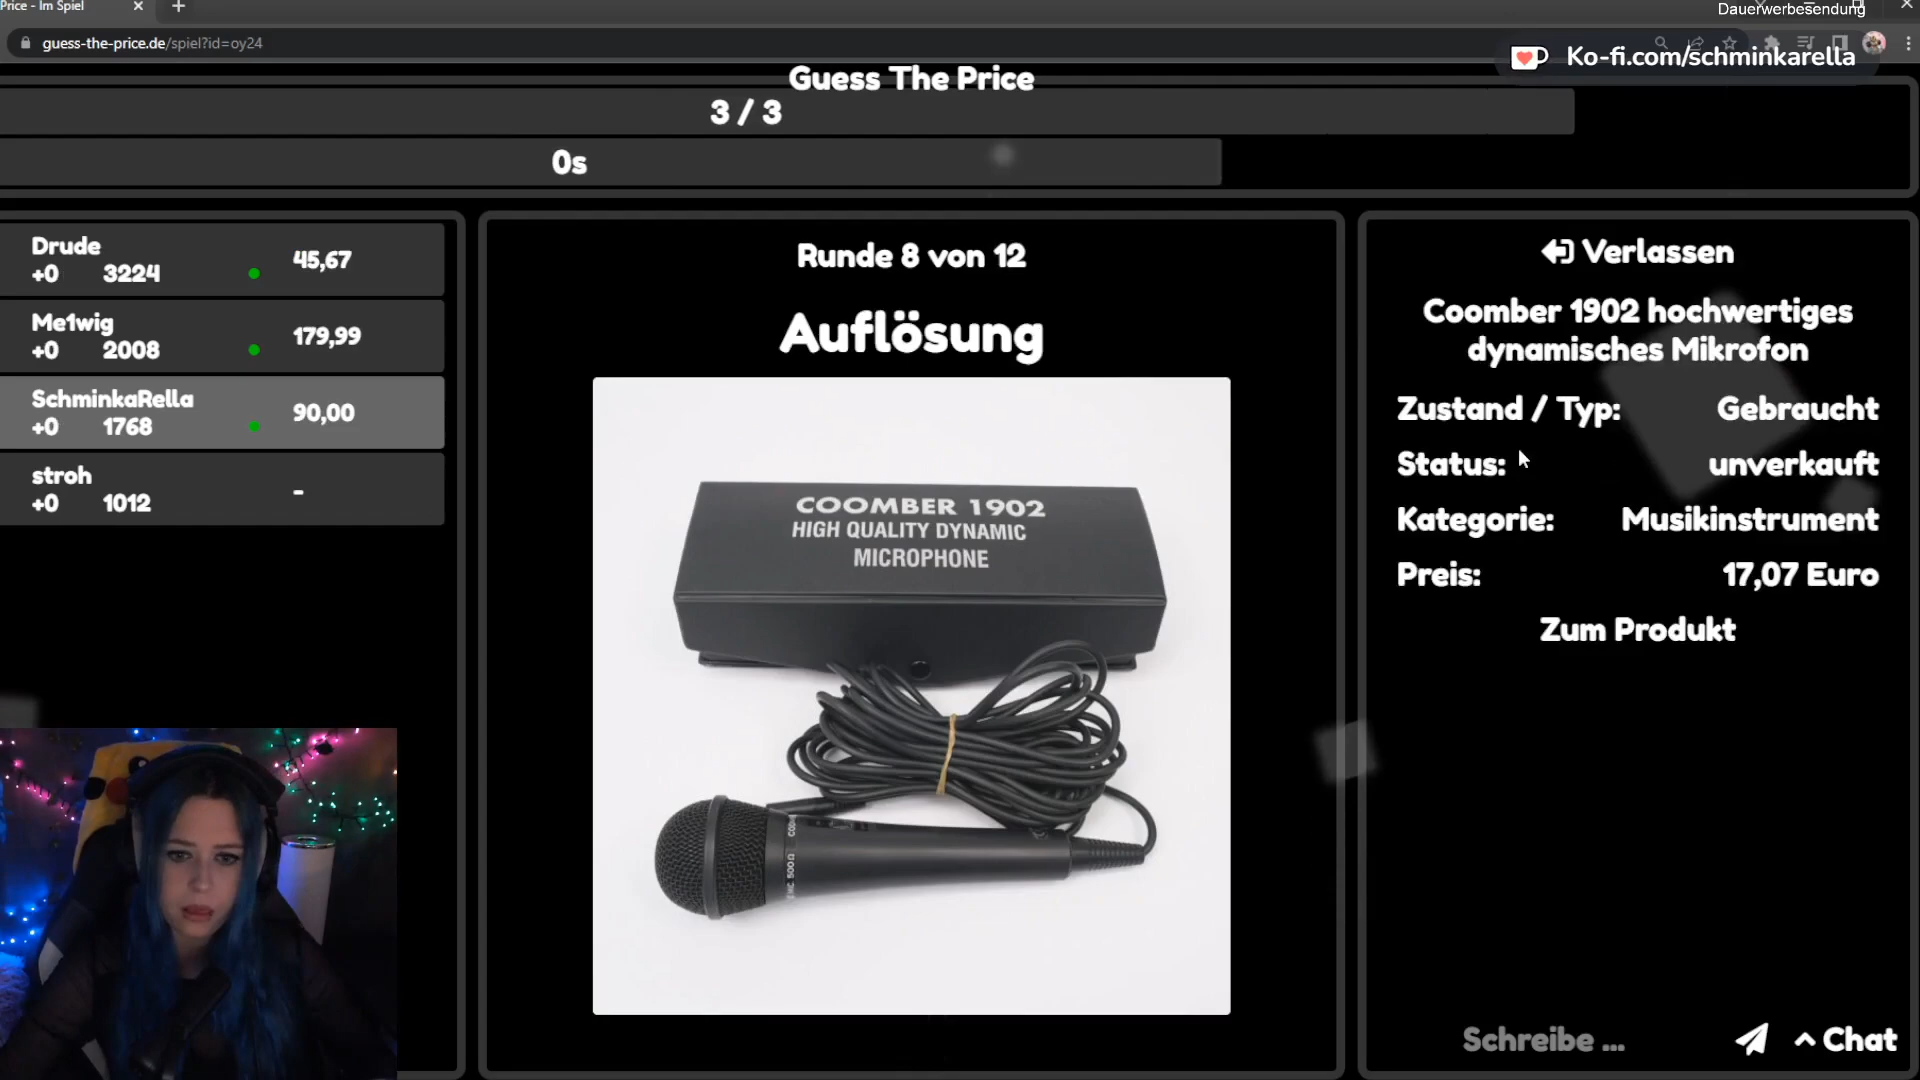 Price - Im Spiel
Dauerwerbesendung
guess-the-price.de/spiel?id=oy24
Ko-fi.com/schminkarella
Guess The Price
3 / 3
0s
Drude
+0 3224 45,67
Me1wig
+0 2008 179,99
SchminkaRella
+0 1768 90,00
stroh
+0 1012 -
Runde 8 von 12
Auflösung
COOMBER 1902
HIGH QUALITY DYNAMIC
MICROPHONE
Verlassen
Coomber 1902 hochwertiges
dynamisches Mikrofon
Zustand / Typ: Gebraucht
Status: unverkauft
Kategorie: Musikinstrument
Preis: 17,07 Euro
Zum Produkt
Schreibe ...
Chat